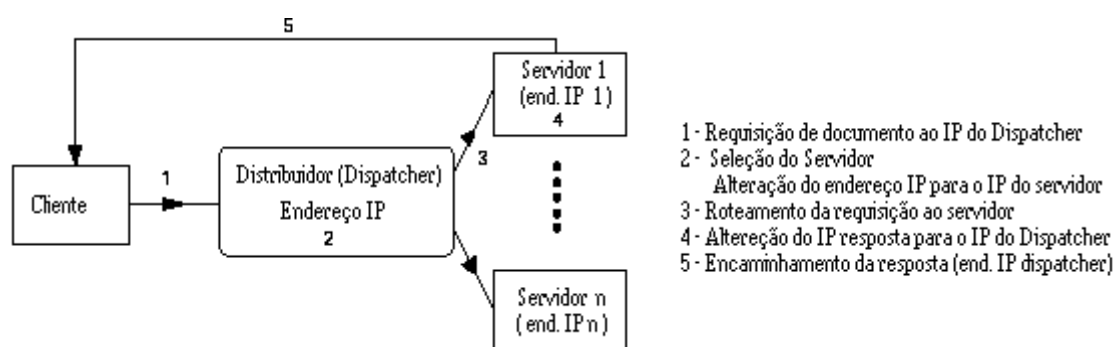 5
Servidor 1
(end. IP 1)
4
3
1
Cliente
Distribuidor (Dispatcher)
Endereço IP
2
Servidor n
( end. IP n)
1 - Requisição de documento ao IP do Dispatcher
2 - Seleção do Servidor
Alteração do endereço IP para o IP do servidor
3 - Roteamento da requisição ao servidor
4 - Altereção do IP resposta para o IP do Dispatcher
5 - Encaminhamento da resposta (end. IP dispatcher)